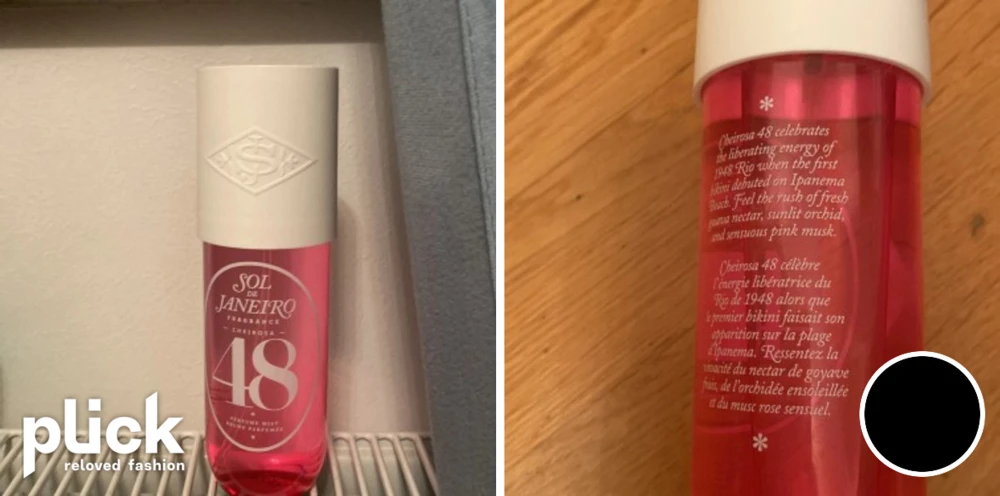 SJ
SOL
DE
JANEIRO
FRAGRANCE
CHEIROSA
48
PERFUME MIST
BRUME PARFUMÉE
plick
reloved fashion
*
Cheirosa 48 celebrates
the liberating energy of
1948 Rio when the first
bikini debuted on Ipanema
Beach. Feel the rush of fresh
guava nectar, sunlit orchid,
and sensuous pink musk.
Cheirosa 48 célèbre
l'énergie libératrice du
Rio de 1948 alors que
le premier bikini faisait son
apparition sur la plage
d'Ipanema. Ressentez la
vivacité du nectar de goyave
frais, de l'orchidée ensoleillée
et du musc rose sensuel.
*